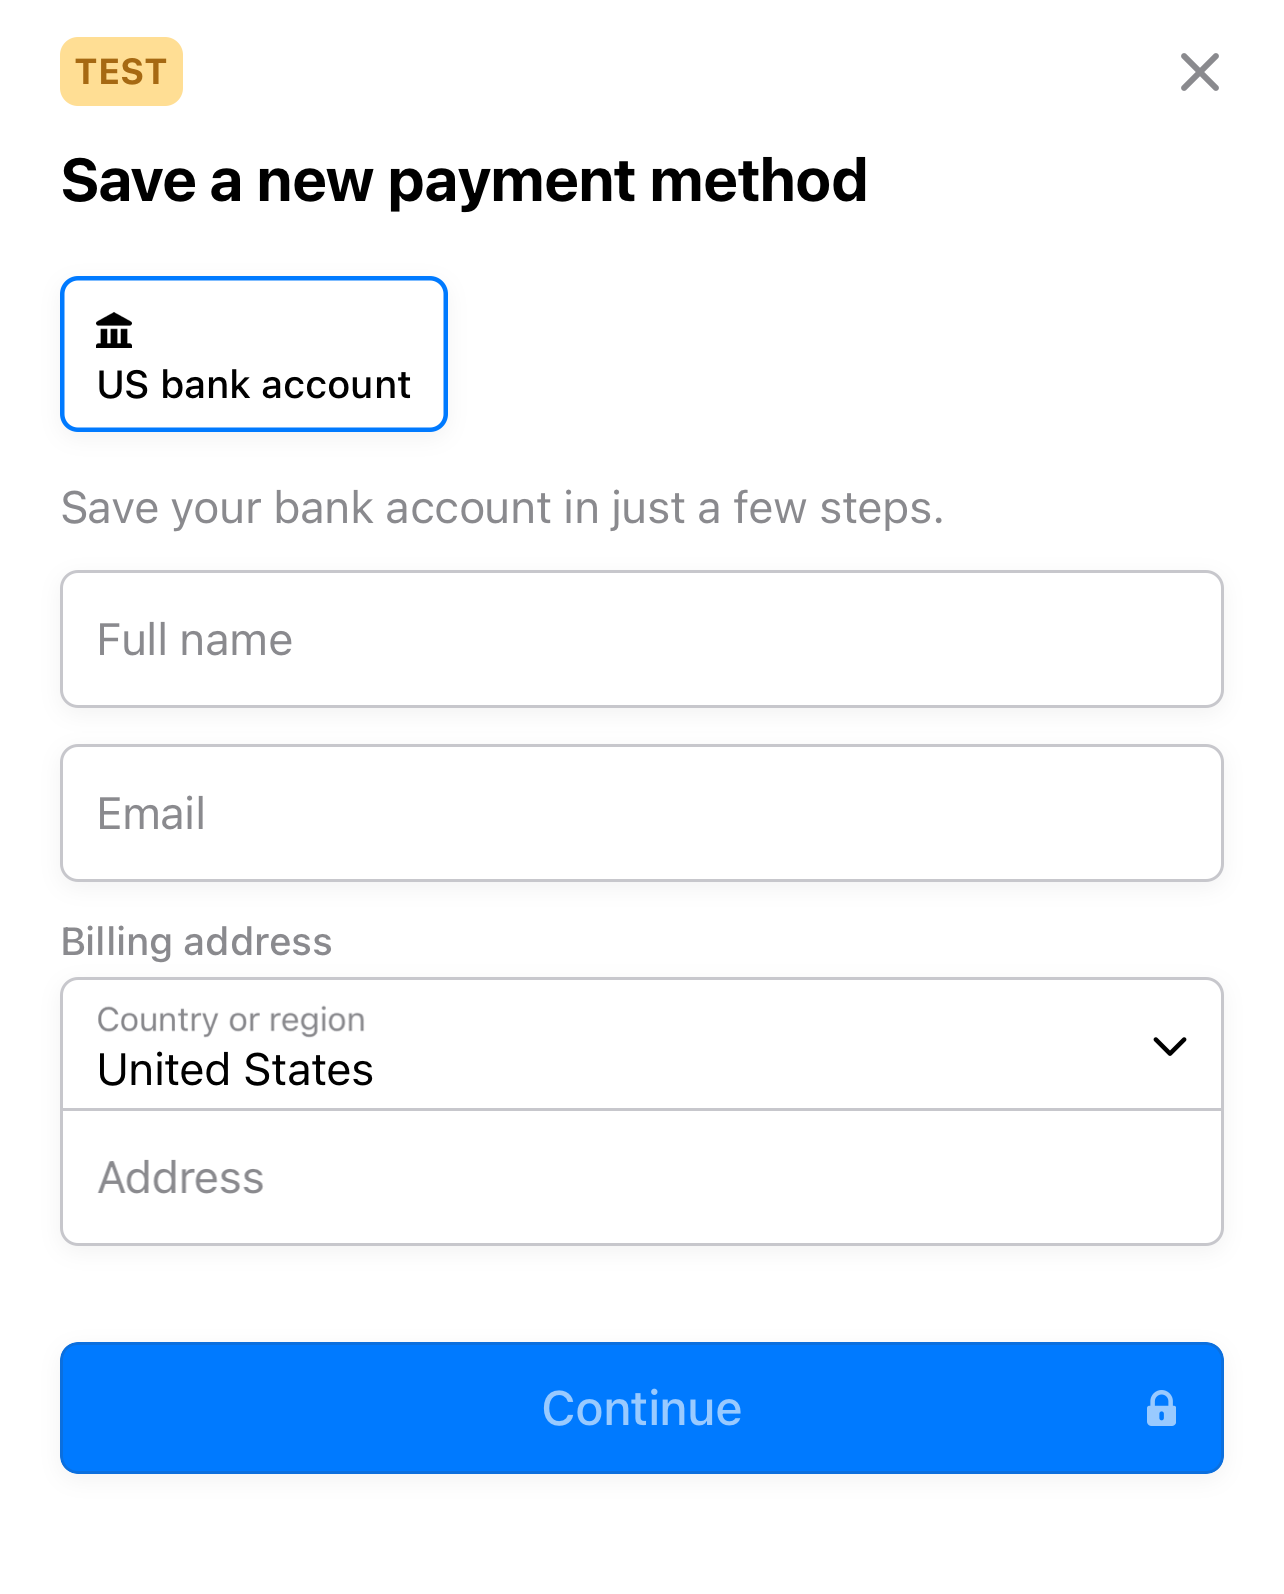 TEST
Save a new payment method
US bank account
Save your bank account in just a few steps.
Full name
Email
Billing address
Country or region
United States
Address
Continue